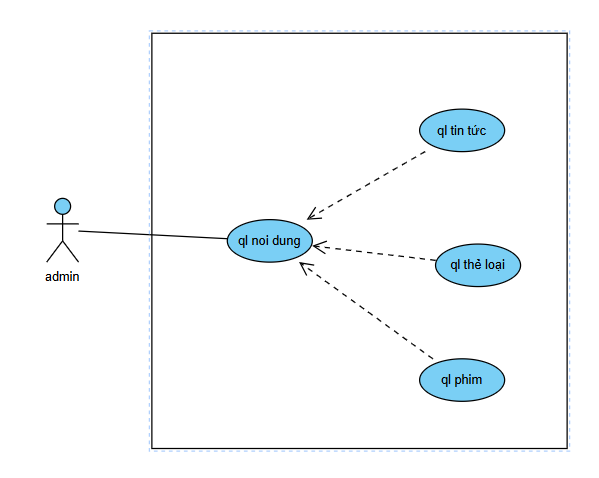 ql tin tức
ql noi dung
ql thể loại
admin
ql phim